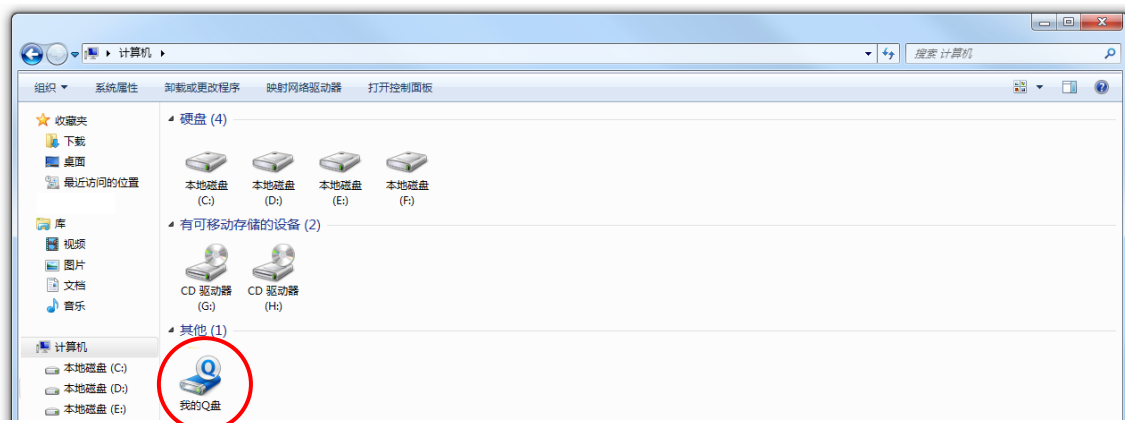 计算机
搜索 计算机
组织 系统属性 卸载或更改程序 映射网络驱动器 打开控制面板
收藏夹
下载
桌面
最近访问的位置
库
视频
图片
文档
音乐
计算机
本地磁盘 (C:)
本地磁盘 (D:)
本地磁盘 (E:)
硬盘 (4)
本地磁盘
(C:)
本地磁盘
(D:)
本地磁盘
(E:)
本地磁盘
(F:)
有可移动存储的设备 (2)
CD 驱动器
(G:)
CD 驱动器
(H:)
其他 (1)
Q
我的Q盘